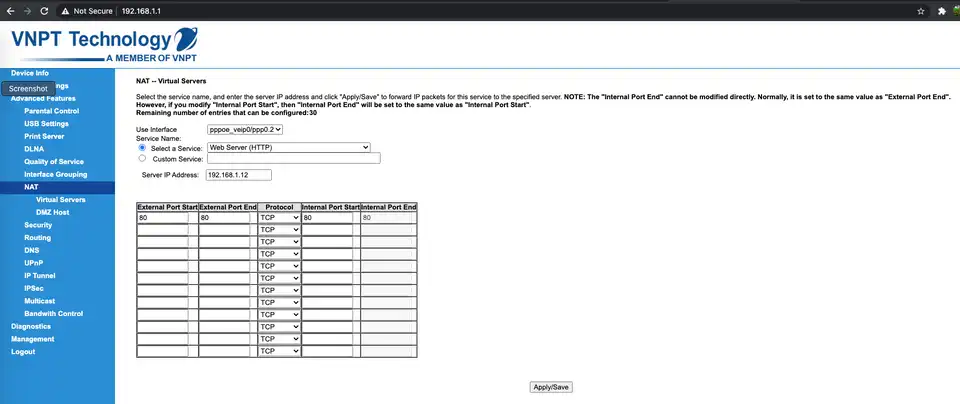 Not Secure | 192.168.1.1
VNPT Technology
A MEMBER OF VNPT
Device Info
Screenshot
Advanced Features
Parental Control
USB Settings
Print Server
DLNA
Quality of Service
Interface Grouping
NAT
Virtual Servers
DMZ Host
Security
Routing
DNS
UPnP
IP Tunnel
IPSec
Multicast
Bandwith Control
Diagnostics
Management
Logout
NAT -- Virtual Servers
Select the service name, and enter the server IP address and click "Apply/Save" to forward IP packets for this service to the specified server. NOTE: The "Internal Port End" cannot be modified directly. Normally, it is set to the same value as "External Port End".
However, if you modify "Internal Port Start", then "Internal Port End" will be set to the same value as "Internal Port Start".
Remaining number of entries that can be configured:30
Use Interface pppoe_veip0/ppp0.2
Service Name:
Select a Service: Web Server (HTTP)
Custom Service:
Server IP Address: 192.168.1.12
External Port Start External Port End Protocol Internal Port Start Internal Port End
80 80 TCP 80 80
TCP
TCP
TCP
TCP
TCP
TCP
TCP
TCP
TCP
TCP
TCP
Apply/Save